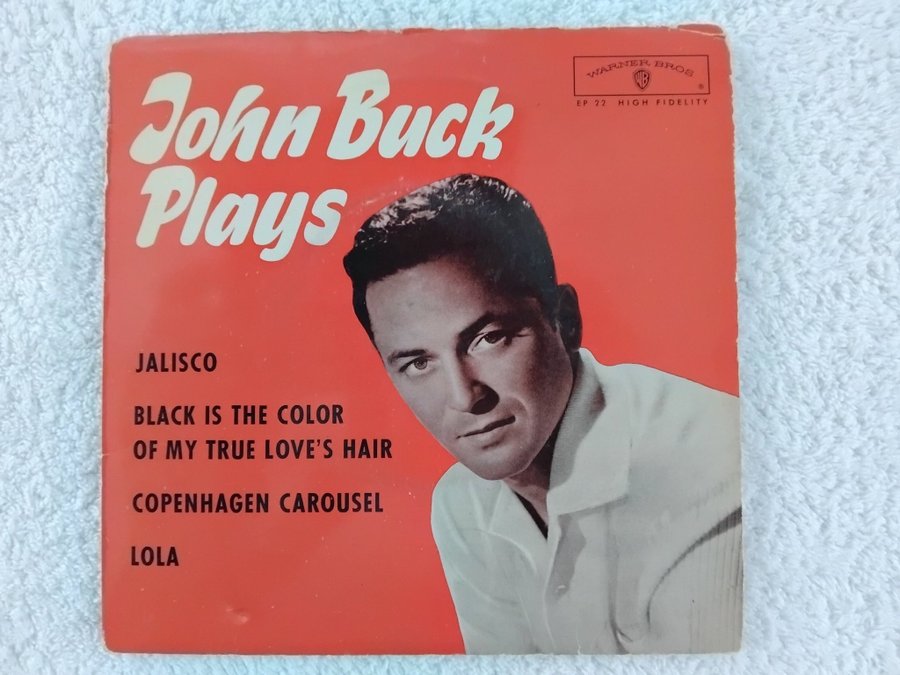 John Buck
Plays
WARNER BROS
WB
®
EP 22 HIGH FIDELITY
JALISCO
BLACK IS THE COLOR
OF MY TRUE LOVE'S HAIR
COPENHAGEN CAROUSEL
LOLA